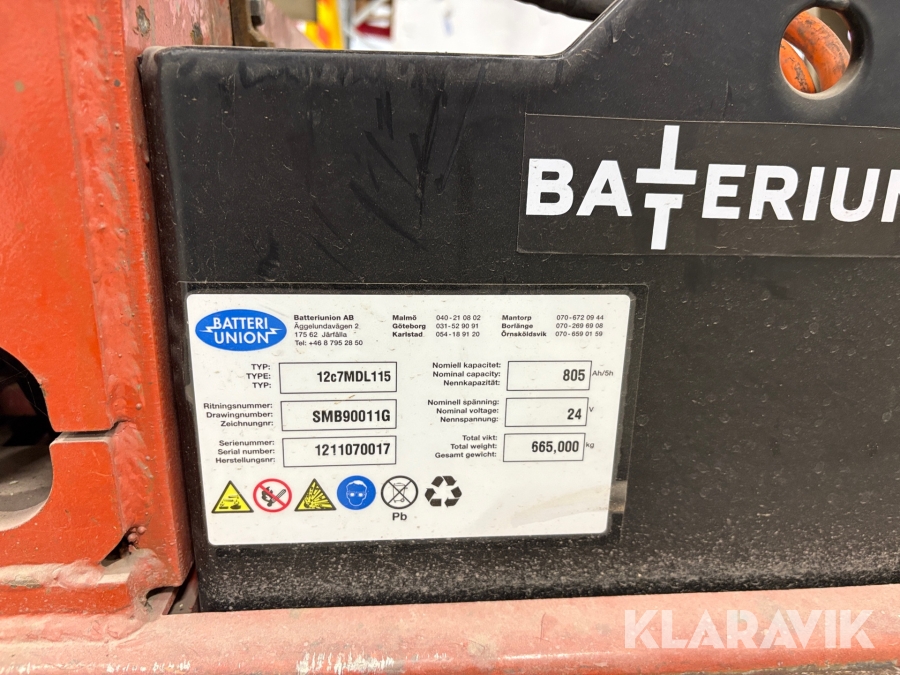 BATTERIUN
BATTERI
UNION
Batteriunion AB
Äggelundavägen 2
175 62 Järfälla
Tel: +46 8 795 28 50
Malmö 040-21 08 02
Göteborg 031-52 90 91
Karlstad 054-18 91 20
Mantorp 070-672 09 44
Borlänge 070-269 69 08
Örnsköldsvik 070-659 01 59
TYP:
TYPE:
TYP:
12c7MDL115
Ritningsnummer:
Drawingnumber:
Zeichnungnr:
SMB90011G
Serienummer:
Serial number:
Herstellungsnr:
1211070017
Nomiell kapacitet:
Nominal capacity:
Nennkapazität:
805 Ah/5h
Nominell spänning:
Nominal voltage:
Nennspannung:
24 V
Total vikt:
Total weight:
Gesamt gewicht:
665,000 kg
Pb
KLARAVIK